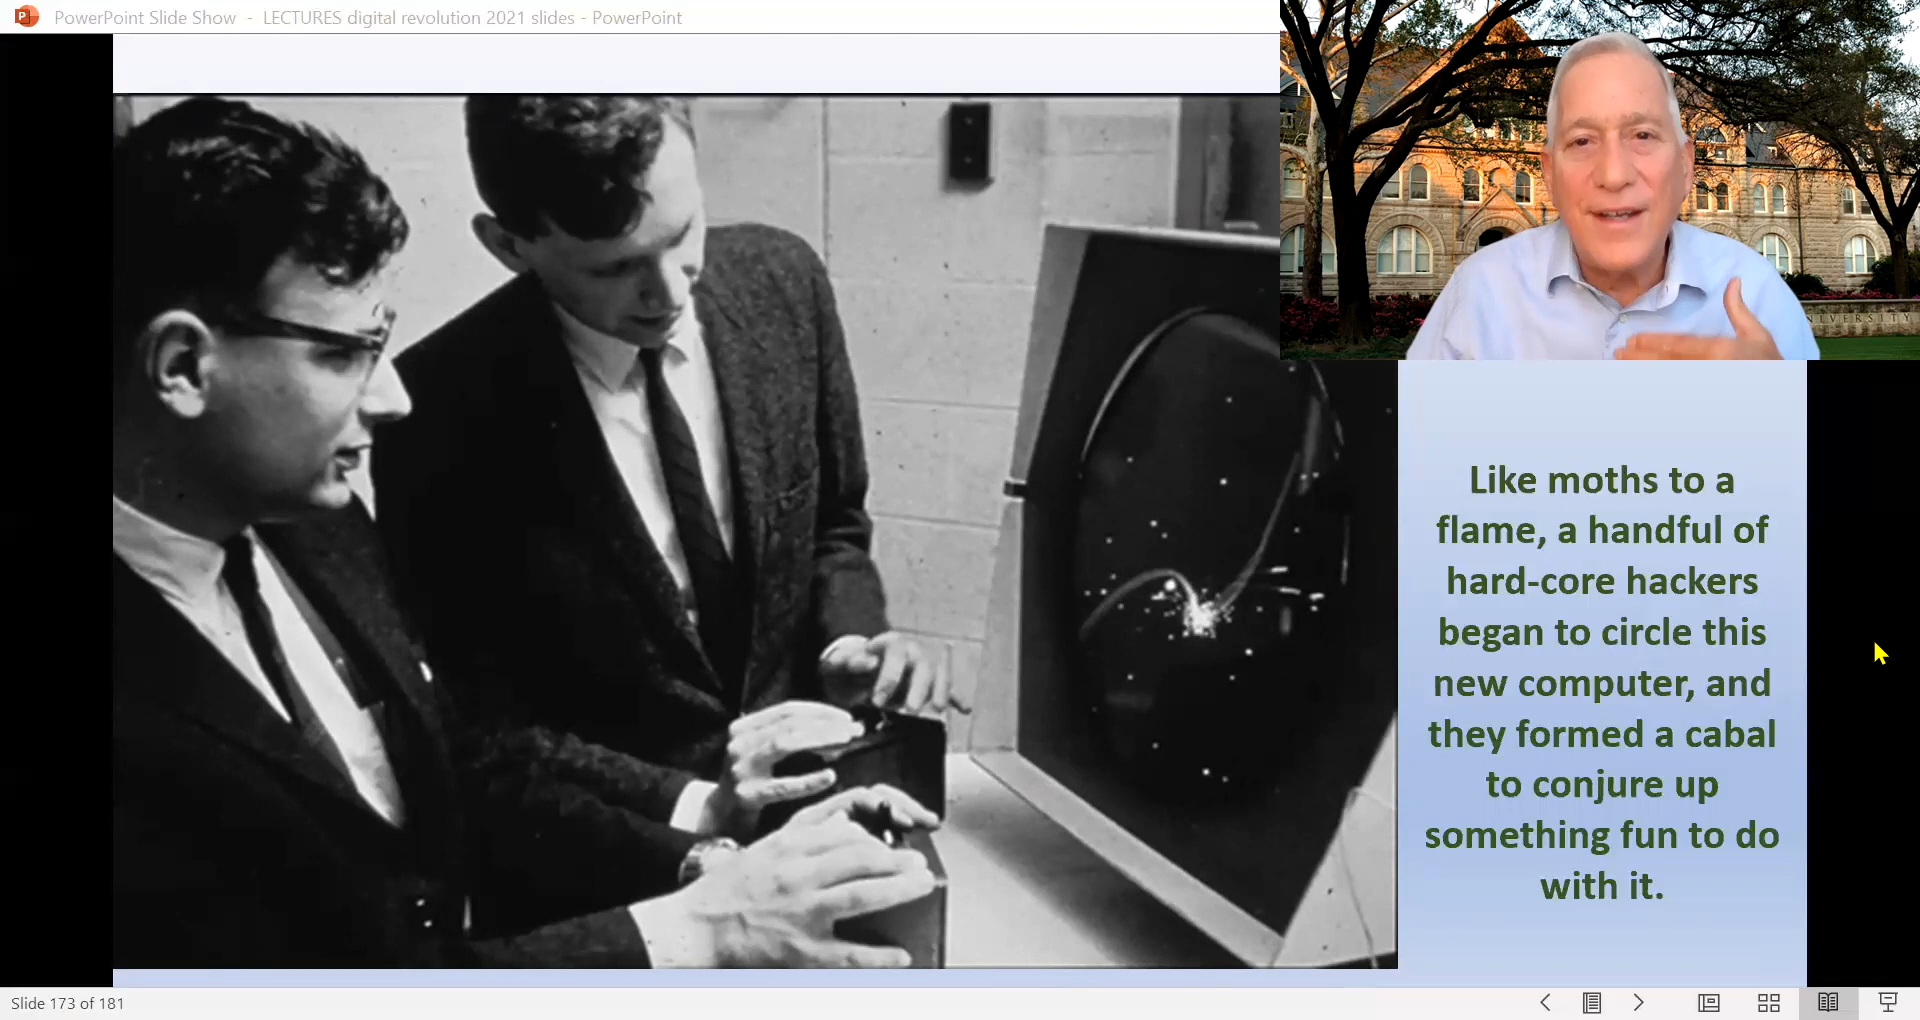 PowerPoint Slide Show - LECTURES digital revolution 2021 slides - PowerPoint
NIVERSITY
Like moths to a
flame, a handful of
hard-core hackers
began to circle this
new computer, and
they formed a cabal
to conjure up
something fun to do
with it.
Slide 173 of 181